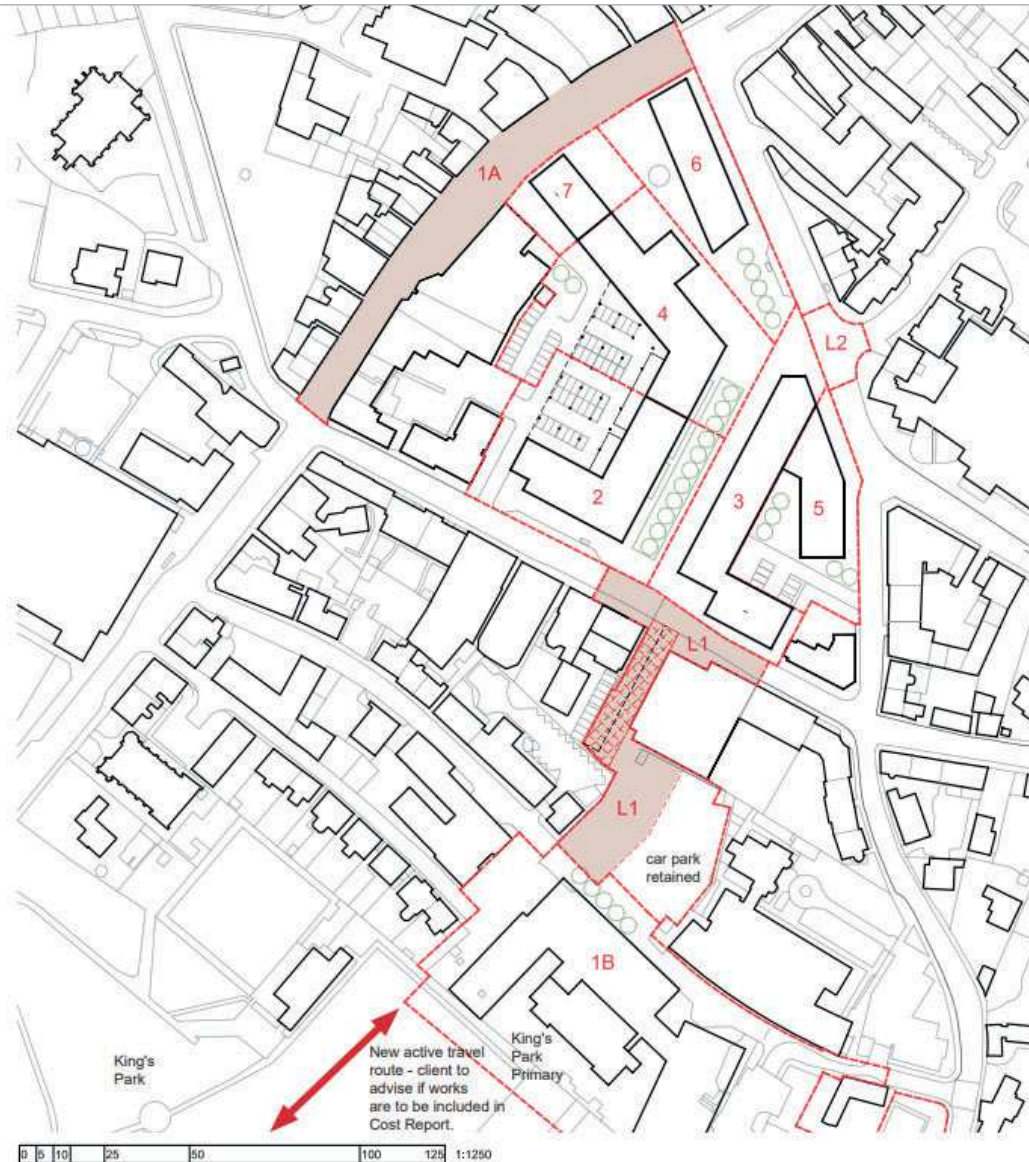 1A
6
7
4
L2
2
3
5
L1
L1
car park
retained
1B
New active travel
route - client to
advise if works
are to be included in
Cost Report.
King's
Park
Primary
King's
Park
0 5 10 25 50 100 125 1:1250